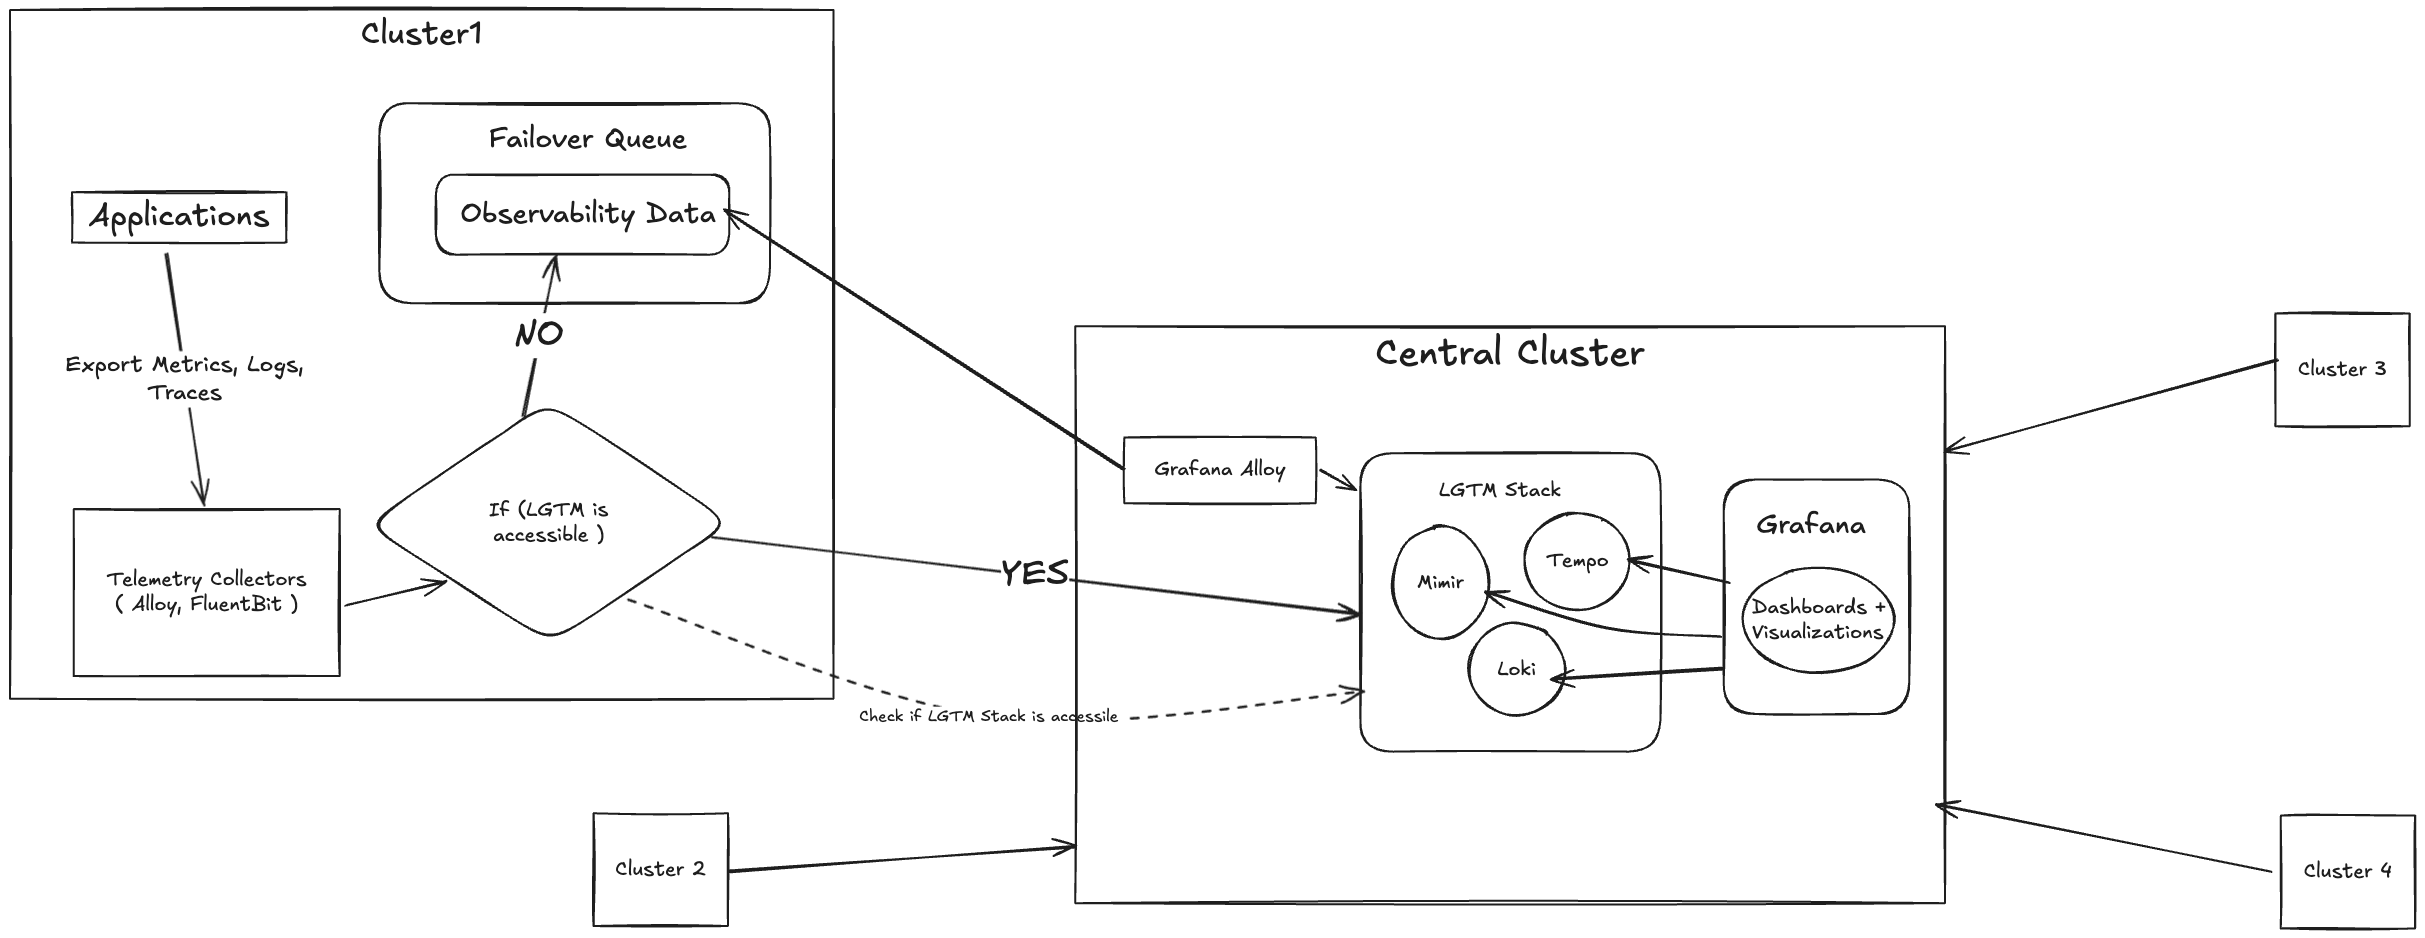 Cluster1
Failover Queue
Observability Data
Applications
NO
Export Metrics, Logs,
Traces
If (LGTM is
accessible )
Telemetry Collectors
( Alloy, FluentBit )
YES
Check if LGTM Stack is accessile
Central Cluster
Grafana Alloy
LGTM Stack
Mimir
Tempo
Loki
Grafana
Dashboards +
Visualizations
Cluster 3
Cluster 2
Cluster 4